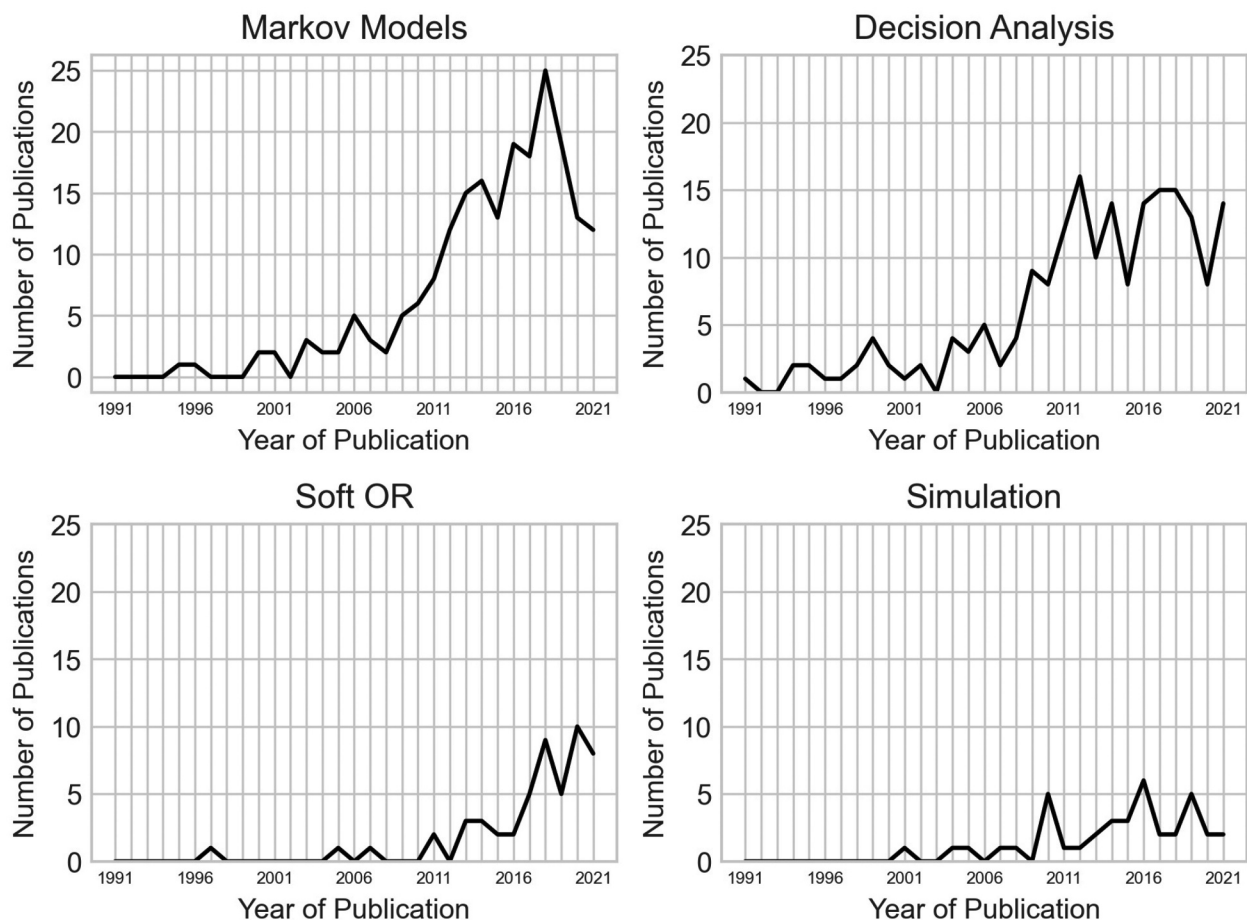 Markov Models
Number of Publications
25
20
15
10
5
0
1991 1996 2001 2006 2011 2016 2021
Year of Publication
Decision Analysis
Number of Publications
25
20
15
10
5
0
1991 1996 2001 2006 2011 2016 2021
Year of Publication
Soft OR
Number of Publications
25
20
15
10
5
0
1991 1996 2001 2006 2011 2016 2021
Year of Publication
Simulation
Number of Publications
25
20
15
10
5
0
1991 1996 2001 2006 2011 2016 2021
Year of Publication